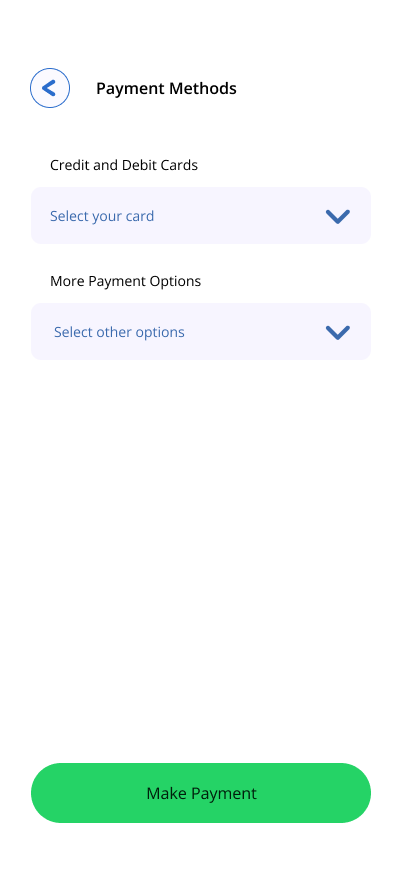 Payment Methods
Credit and Debit Cards
Select your card
More Payment Options
Select other options
Make Payment